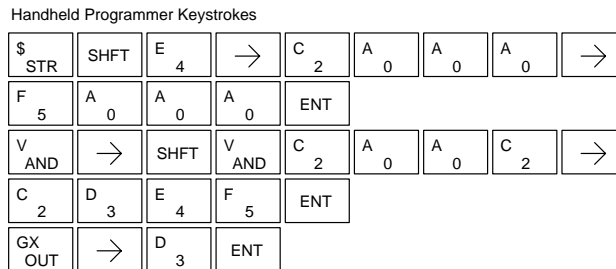 Handheld Programmer Keystrokes
$ STR SHFT E 4 → C 2 A 0 A 0 A 0 →
F 5 A 0 A 0 A 0 ENT
V AND → SHFT V AND C 2 A 0 A 0 C 2 →
C 2 D 3 E 4 F 5 ENT
GX OUT → D 3 ENT